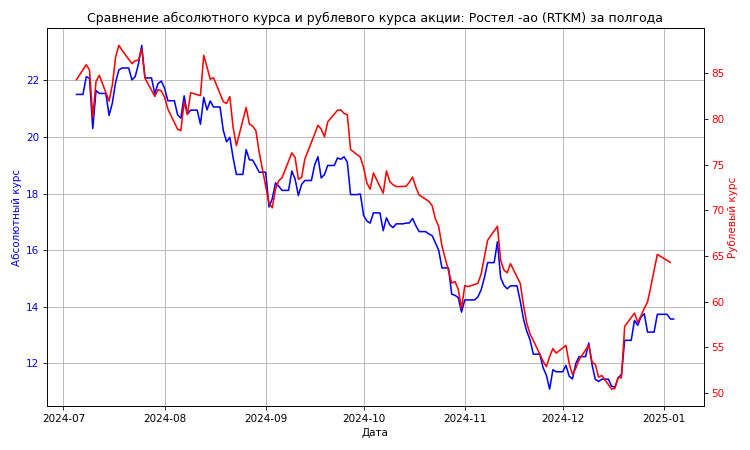 Сравнение абсолютного курса и рублевого курса акции: Ростел -ао (RTKM) за полгода
Абсолютный курс
22
20
18
16
14
12
85
80
75
70
65
60
55
50
Рублевый курс
2024-07 2024-08 2024-09 2024-10 2024-11 2024-12 2025-01
Дата